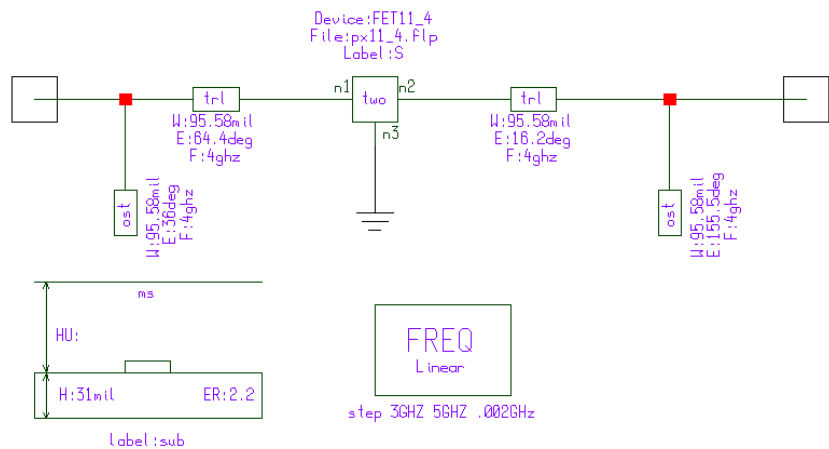 Device:FET11_4
File:px11_4.flp
Label:S
n1
n2
trl
two
trl
n3
W:95.58mil
E:64.4deg
F:4ghz
W:95.58mil
E:16.2deg
F:4ghz
ost
W:95.58mil
E:36deg
F:4ghz
ost
W:95.58mil
E:155.5deg
F:4ghz
ms
HU:
H:31mil
ER:2.2
label:sub
FREQ
Linear
step 3GHZ 5GHZ .002GHz